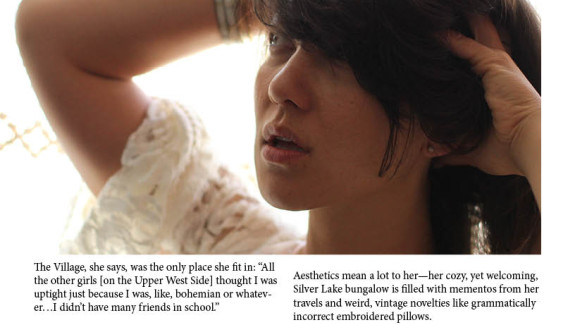 The Village, she says, was the only place she fit in: “All
the other girls [on the Upper West Side] thought I was
uptight just because I was, like, bohemian or whatev-
er…I didn’t have many friends in school.”
Aesthetics mean a lot to her—her cozy, yet welcoming,
Silver Lake bungalow is filled with mementos from her
travels and weird, vintage novelties like grammatically
incorrect embroidered pillows.